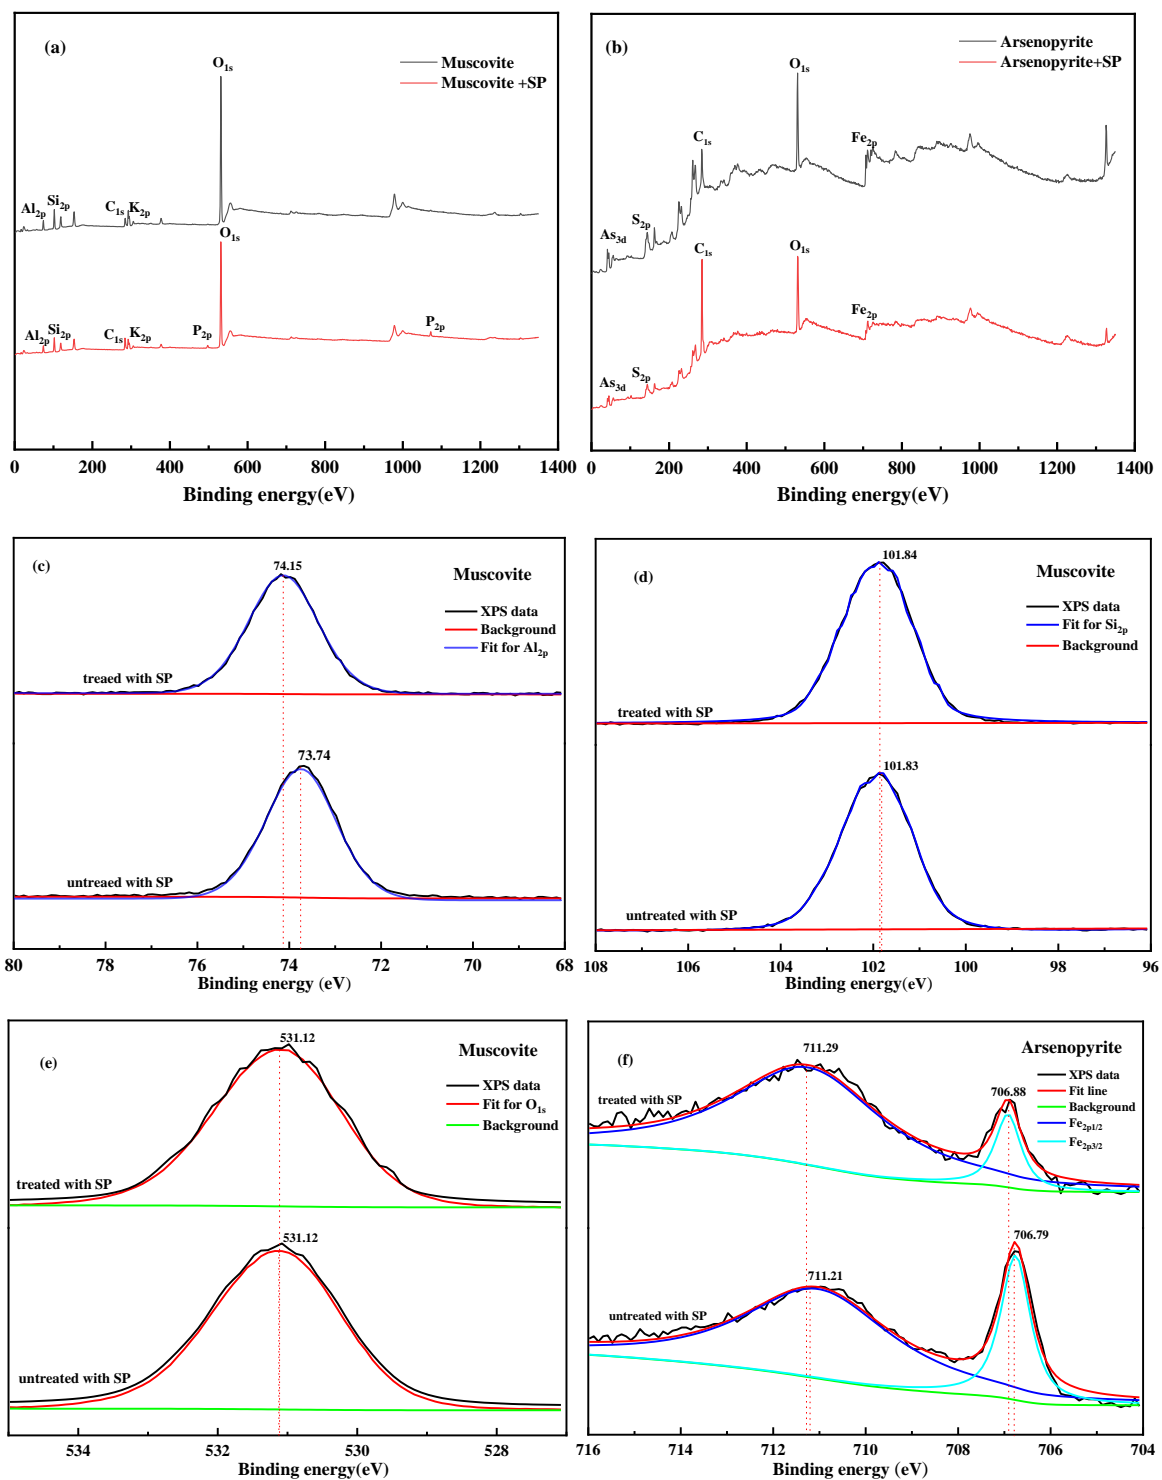 (a)
Muscovite
Muscovite +SP
O1s
Al2p
Si2p
C1s
K2p
O1s
Al2p
Si2p
C1s
K2p
P2p
P2p
0 200 400 600 800 1000 1200 1400
Binding energy(eV)
(b)
Arsenopyrite
Arsenopyrite+SP
O1s
C1s
Fe2p
S2p
As3d
C1s
O1s
Fe2p
As3d
S2p
0 200 400 600 800 1000 1200 1400
Binding energy(eV)
(c)
74.15
Muscovite
XPS data
Background
Fit for Al2p
treaed with SP
73.74
untreaed with SP
80 78 76 74 72 70 68
Binding energy (eV)
(d)
101.84
Muscovite
XPS data
Fit for Si2p
Background
treated with SP
101.83
untreated with SP
108 106 104 102 100 98 96
Binding energy(eV)
(e)
531.12
Muscovite
XPS data
Fit for O1s
Background
treated with SP
531.12
untreated with SP
534 532 530 528
Binding energy(eV)
(f)
711.29
Arsenopyrite
XPS data
Fit line
Background
Fe2p1/2
Fe2p3/2
706.88
treated with SP
706.79
711.21
untreated with SP
716 714 712 710 708 706 704
Binding energy(eV)